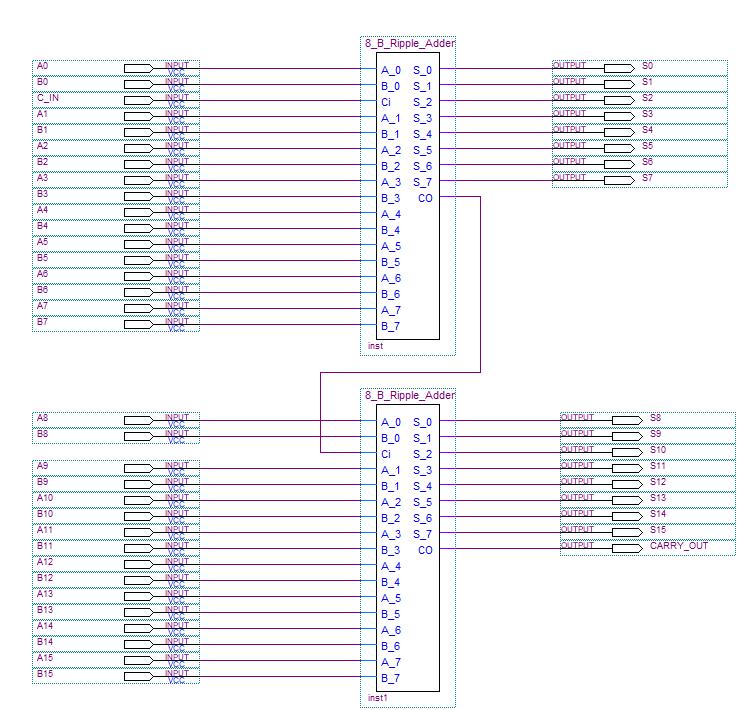 8_B_Ripple_Adder
A0 INPUT VCC A_0 S_0 OUTPUT S0
B0 INPUT VCC B_0 S_1 OUTPUT S1
C_IN INPUT VCC Ci S_2 OUTPUT S2
A1 INPUT VCC A_1 S_3 OUTPUT S3
B1 INPUT VCC B_1 S_4 OUTPUT S4
A2 INPUT VCC A_2 S_5 OUTPUT S5
B2 INPUT VCC B_2 S_6 OUTPUT S6
A3 INPUT VCC A_3 S_7 OUTPUT S7
B3 INPUT VCC B_3 CO
A4 INPUT VCC A_4
B4 INPUT VCC B_4
A5 INPUT VCC A_5
B5 INPUT VCC B_5
A6 INPUT VCC A_6
B6 INPUT VCC B_6
A7 INPUT VCC A_7
B7 INPUT VCC B_7
inst
8_B_Ripple_Adder
A8 INPUT VCC A_0 S_0 OUTPUT S8
B8 INPUT VCC B_0 S_1 OUTPUT S9
Ci S_2 OUTPUT S10
A9 INPUT VCC A_1 S_3 OUTPUT S11
B9 INPUT VCC B_1 S_4 OUTPUT S12
A10 INPUT VCC A_2 S_5 OUTPUT S13
B10 INPUT VCC B_2 S_6 OUTPUT S14
A11 INPUT VCC A_3 S_7 OUTPUT S15
B11 INPUT VCC B_3 CO OUTPUT CARRY_OUT
A12 INPUT VCC A_4
B12 INPUT VCC B_4
A13 INPUT VCC A_5
B13 INPUT VCC B_5
A14 INPUT VCC A_6
B14 INPUT VCC B_6
A15 INPUT VCC A_7
B15 INPUT VCC B_7
inst1